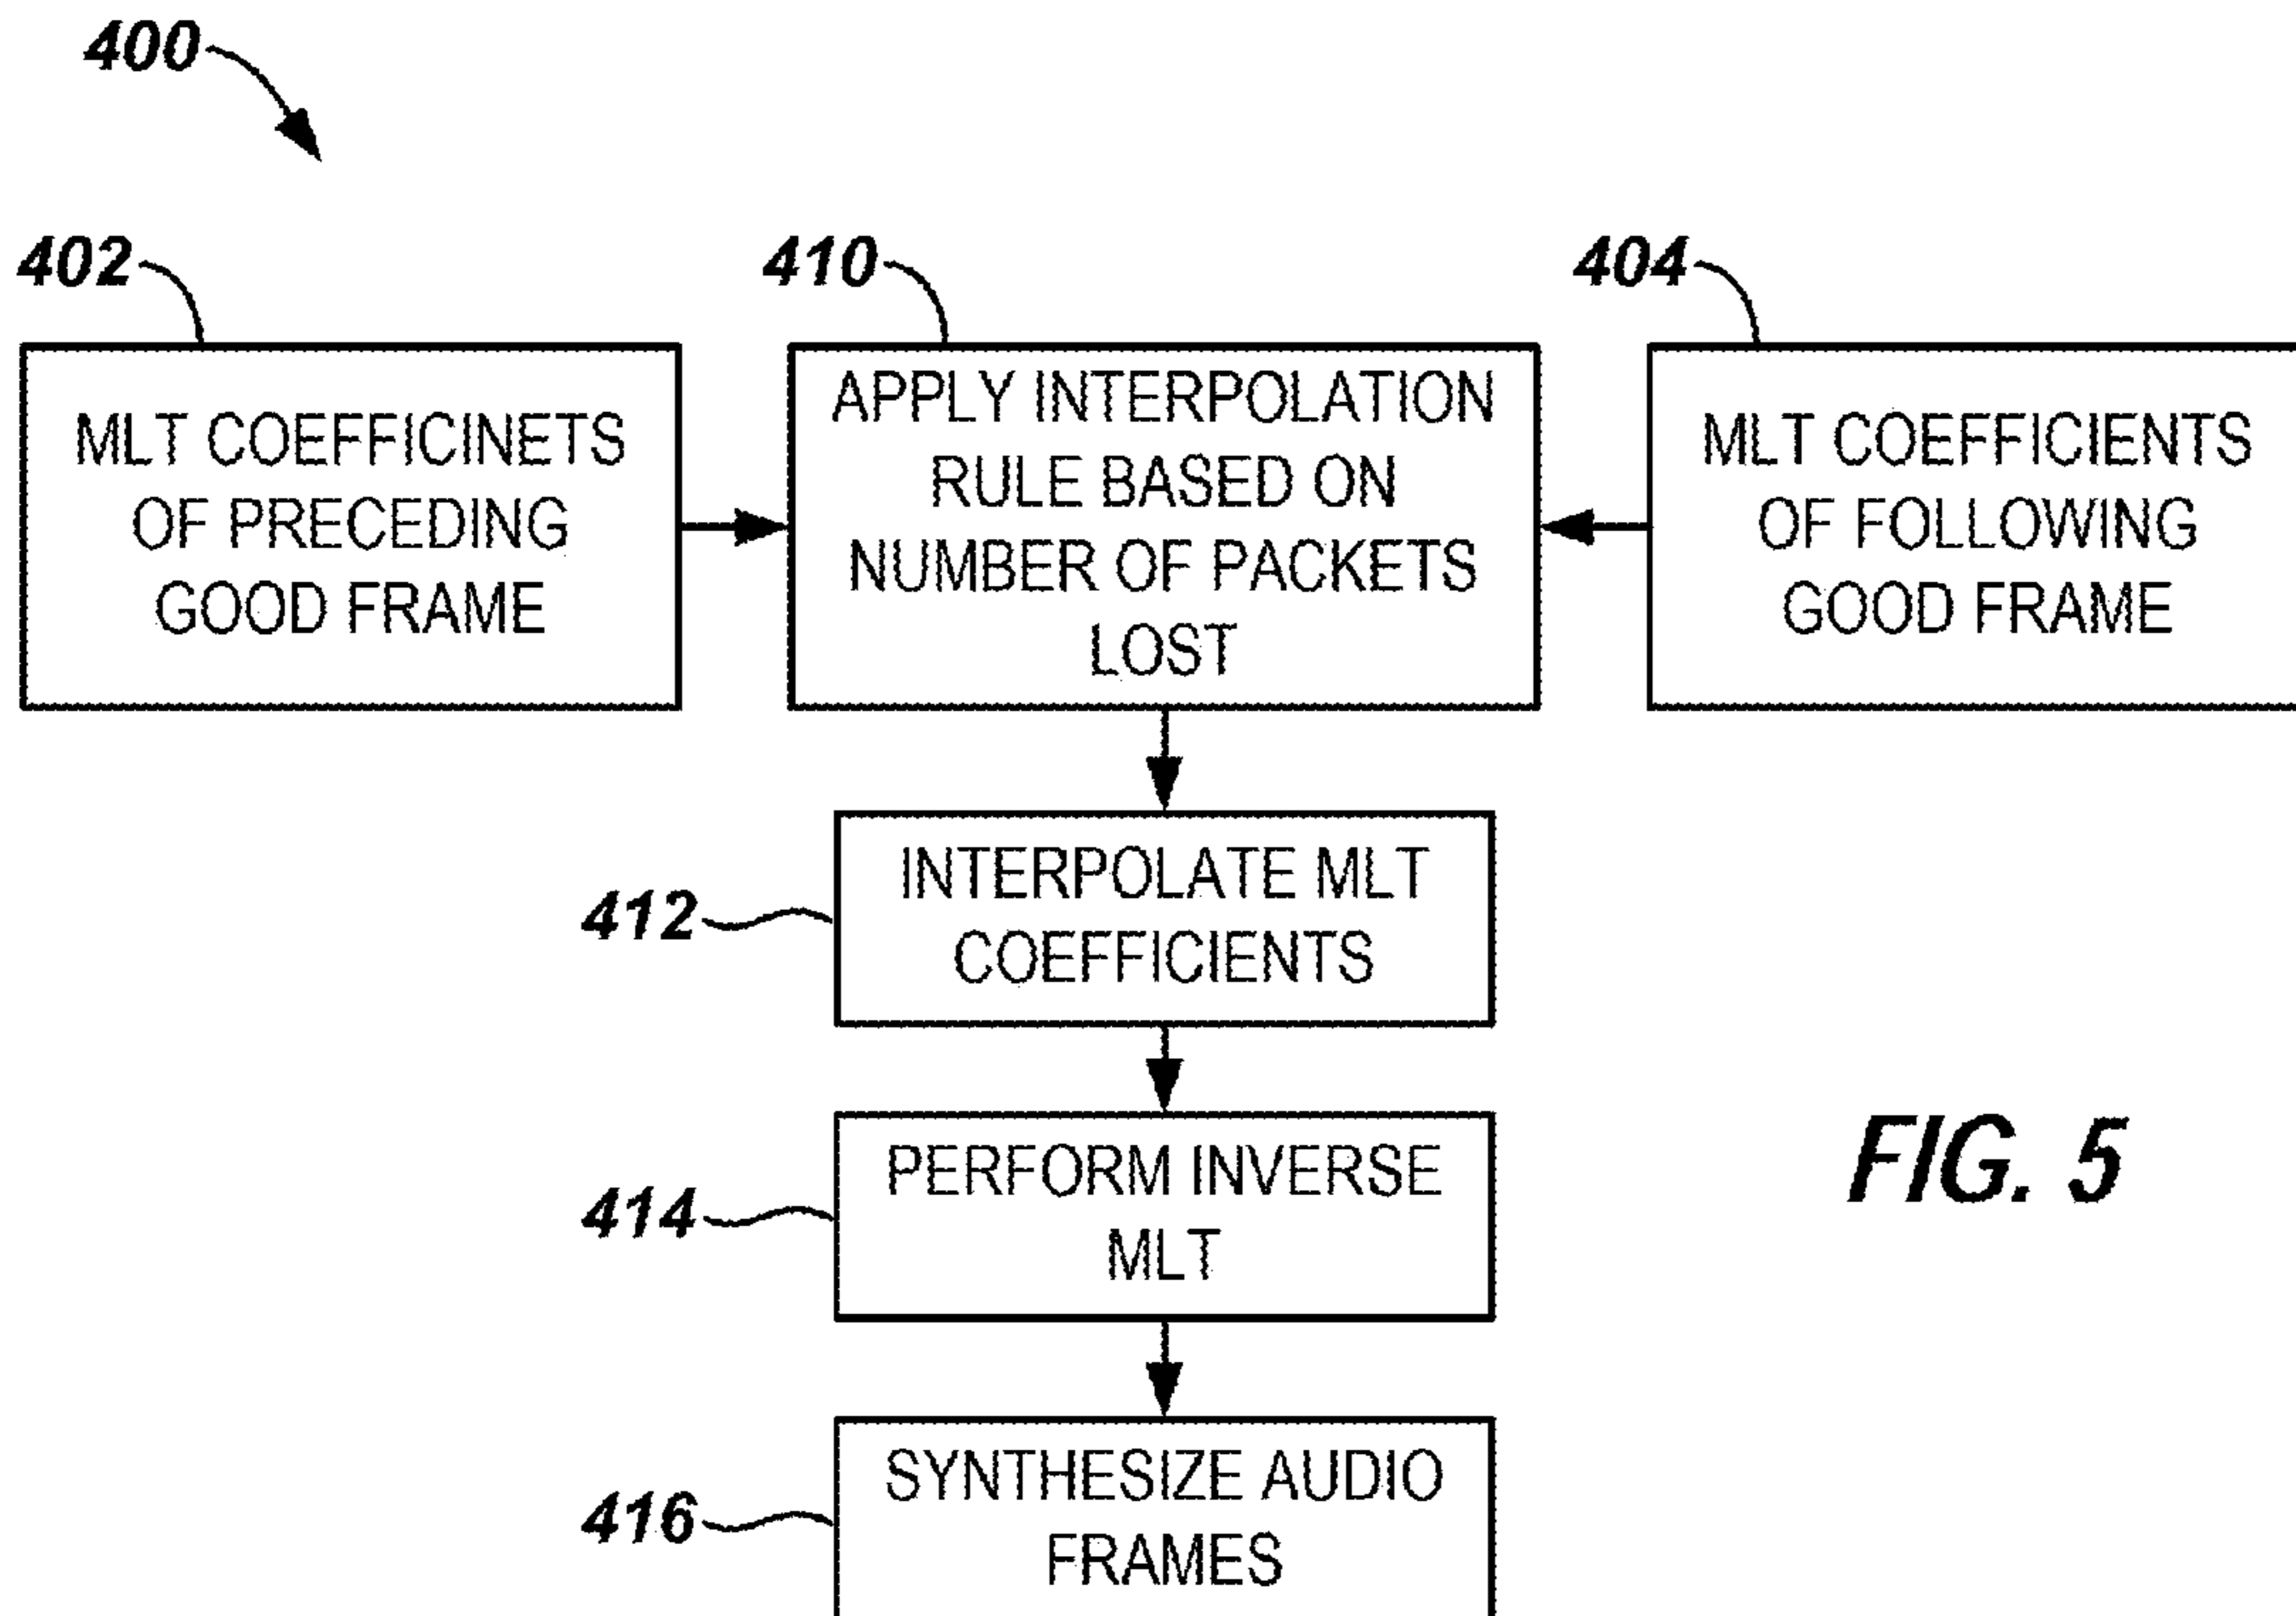 400
402
MLT COEFFICINETS
OF PRECEDING
GOOD FRAME
410
APPLY INTERPOLATION
RULE BASED ON
NUMBER OF PACKETS
LOST
404
MLT COEFFICIENTS
OF FOLLOWING
GOOD FRAME
412
INTERPOLATE MLT
COEFFICIENTS
414
PERFORM INVERSE
MLT
416
SYNTHESIZE AUDIO
FRAMES
FIG. 5